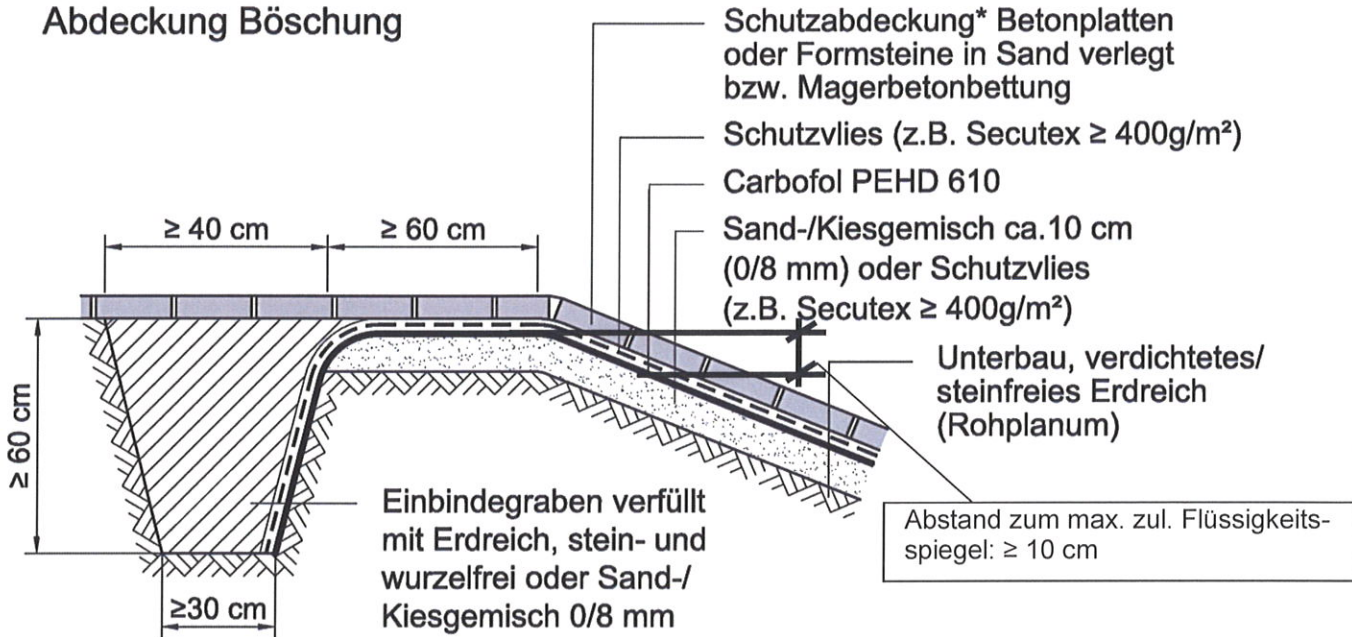 Abdeckung Böschung
Schutzabdeckung* Betonplatten
oder Formsteine in Sand verlegt
bzw. Magerbetonbettung
Schutzvlies (z.B. Secutex ≥ 400g/m²)
Carbofol PEHD 610
Sand-/Kiesgemisch ca.10 cm
(0/8 mm) oder Schutzvlies
(z.B. Secutex ≥ 400g/m²)
≥ 40 cm
≥ 60 cm
≥ 60 cm
Unterbau, verdichtetes/
steinfreies Erdreich
(Rohplanum)
Einbindegraben verfüllt
mit Erdreich, stein- und
wurzelfrei oder Sand-/
Kiesgemisch 0/8 mm
≥30 cm
Abstand zum max. zul. Flüssigkeits-
spiegel: ≥ 10 cm